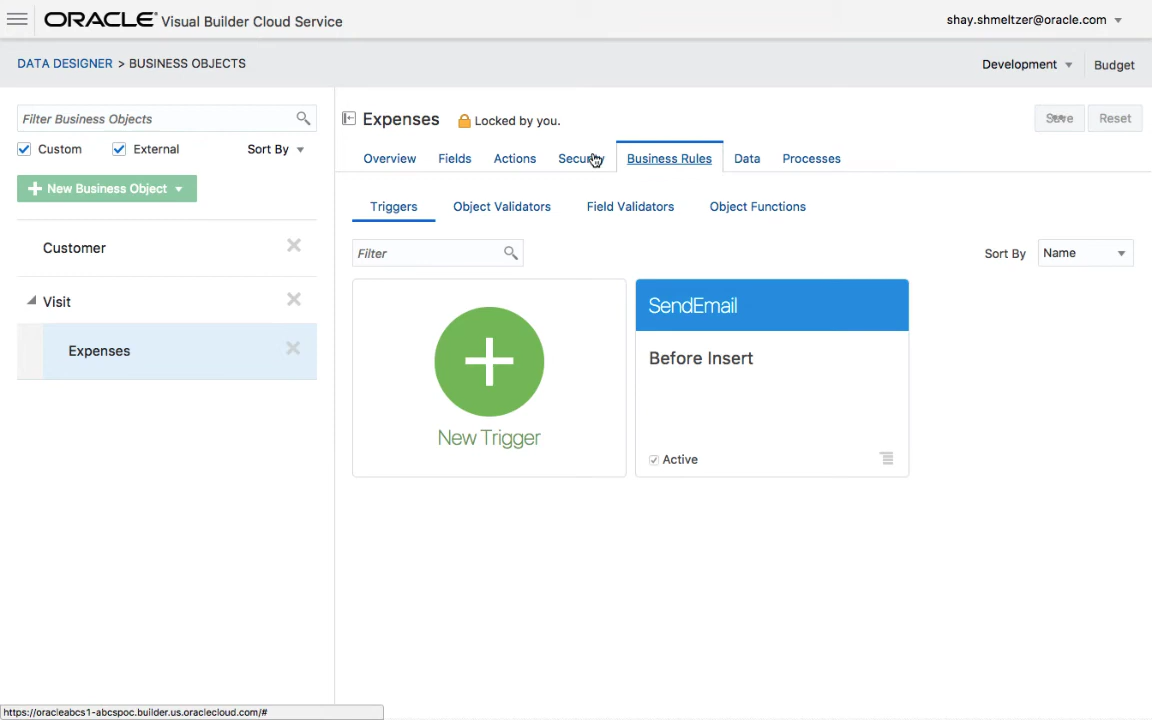 ORACLE® Visual Builder Cloud Service
shay.shmeltzer@oracle.com
DATA DESIGNER > BUSINESS OBJECTS
Development
Budget
Filter Business Objects
Custom
External
Sort By
New Business Object
Customer
Visit
Expenses
Expenses
Locked by you.
Save
Reset
Overview
Fields
Actions
Security
Business Rules
Data
Processes
Triggers
Object Validators
Field Validators
Object Functions
Filter
Sort By
Name
New Trigger
SendEmail
Before Insert
Active
https://oracleabcs1-abcspoc.builder.us.oraclecloud.com/#